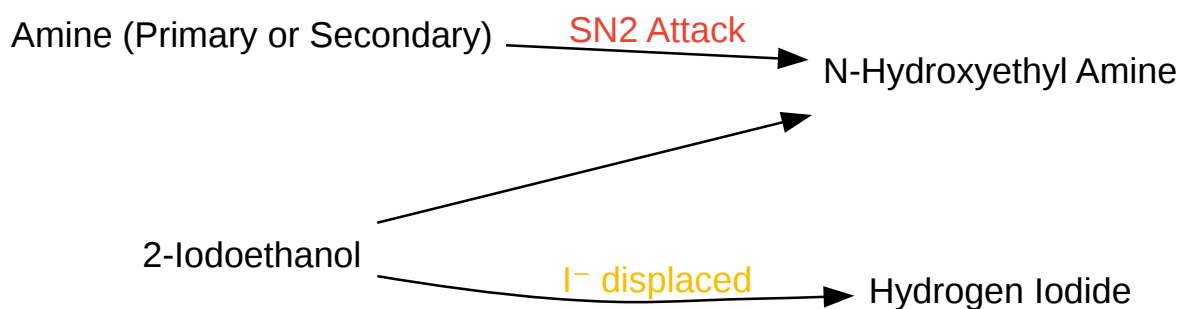 Amine (Primary or Secondary)
SN2 Attack
N-Hydroxyethyl Amine
2-Iodoethanol
I⁻ displaced
Hydrogen Iodide